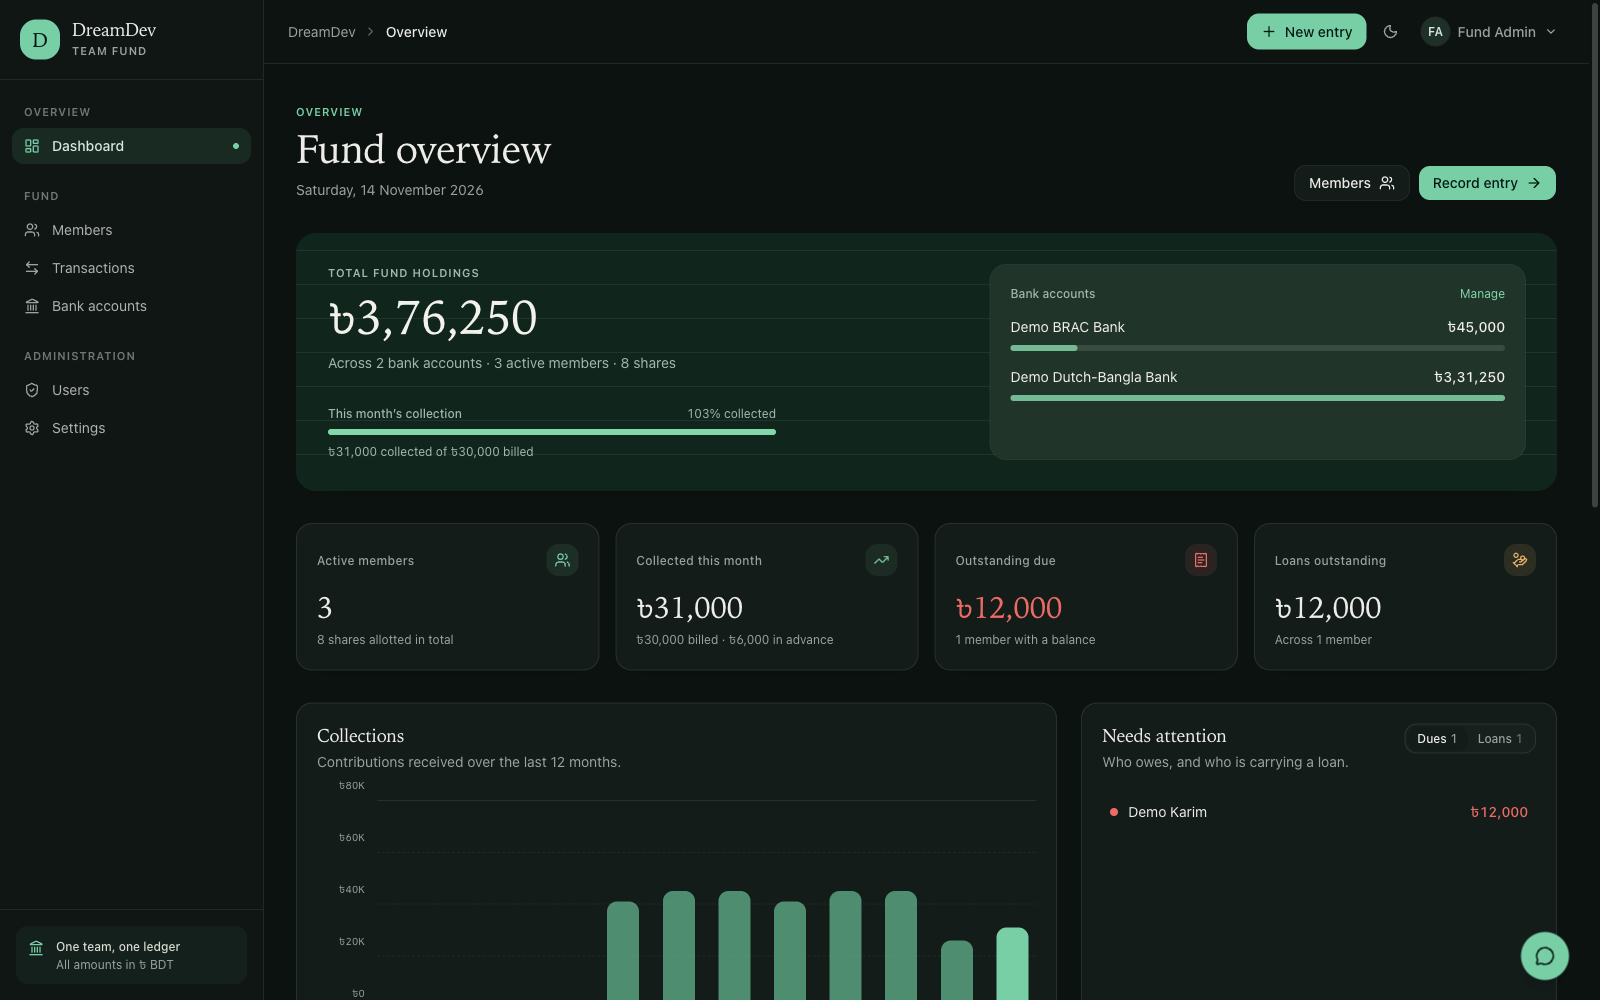 D
DreamDev
TEAM FUND
OVERVIEW
Dashboard
FUND
Members
Transactions
Bank accounts
ADMINISTRATION
Users
Settings
One team, one ledger
All amounts in ৳ BDT
DreamDev > Overview
New entry
FA Fund Admin
OVERVIEW
Fund overview
Saturday, 14 November 2026
Members
Record entry
TOTAL FUND HOLDINGS
৳3,76,250
Across 2 bank accounts · 3 active members · 8 shares
This month's collection 103% collected
৳31,000 collected of ৳30,000 billed
Bank accounts Manage
Demo BRAC Bank ৳45,000
Demo Dutch-Bangla Bank ৳3,31,250
Active members
3
8 shares allotted in total
Collected this month
৳31,000
৳30,000 billed · ৳6,000 in advance
Outstanding due
৳12,000
1 member with a balance
Loans outstanding
৳12,000
Across 1 member
Collections
Contributions received over the last 12 months.
৳80K
৳60K
৳40K
৳20K
৳0
Needs attention
Dues 1 Loans 1
Who owes, and who is carrying a loan.
Demo Karim ৳12,000